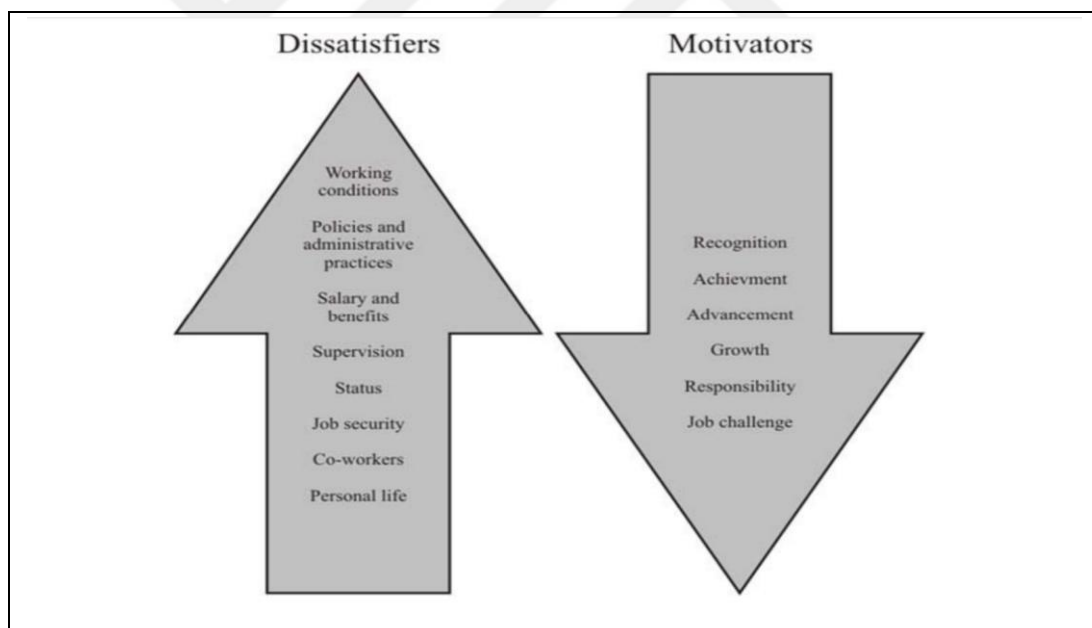 Dissatisfiers
Working
conditions
Policies and
administrative
practices
Salary and
benefits
Supervision
Status
Job security
Co-workers
Personal life
Motivators
Recognition
Achievment
Advancement
Growth
Responsibility
Job challenge